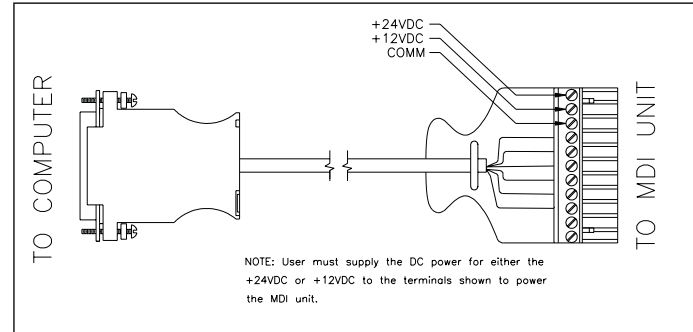 +24VDC
+12VDC
COMM
TO COMPUTER
TO MDI UNIT
NOTE: User must supply the DC power for either the
+24VDC or +12VDC to the terminals shown to power
the MDI unit.